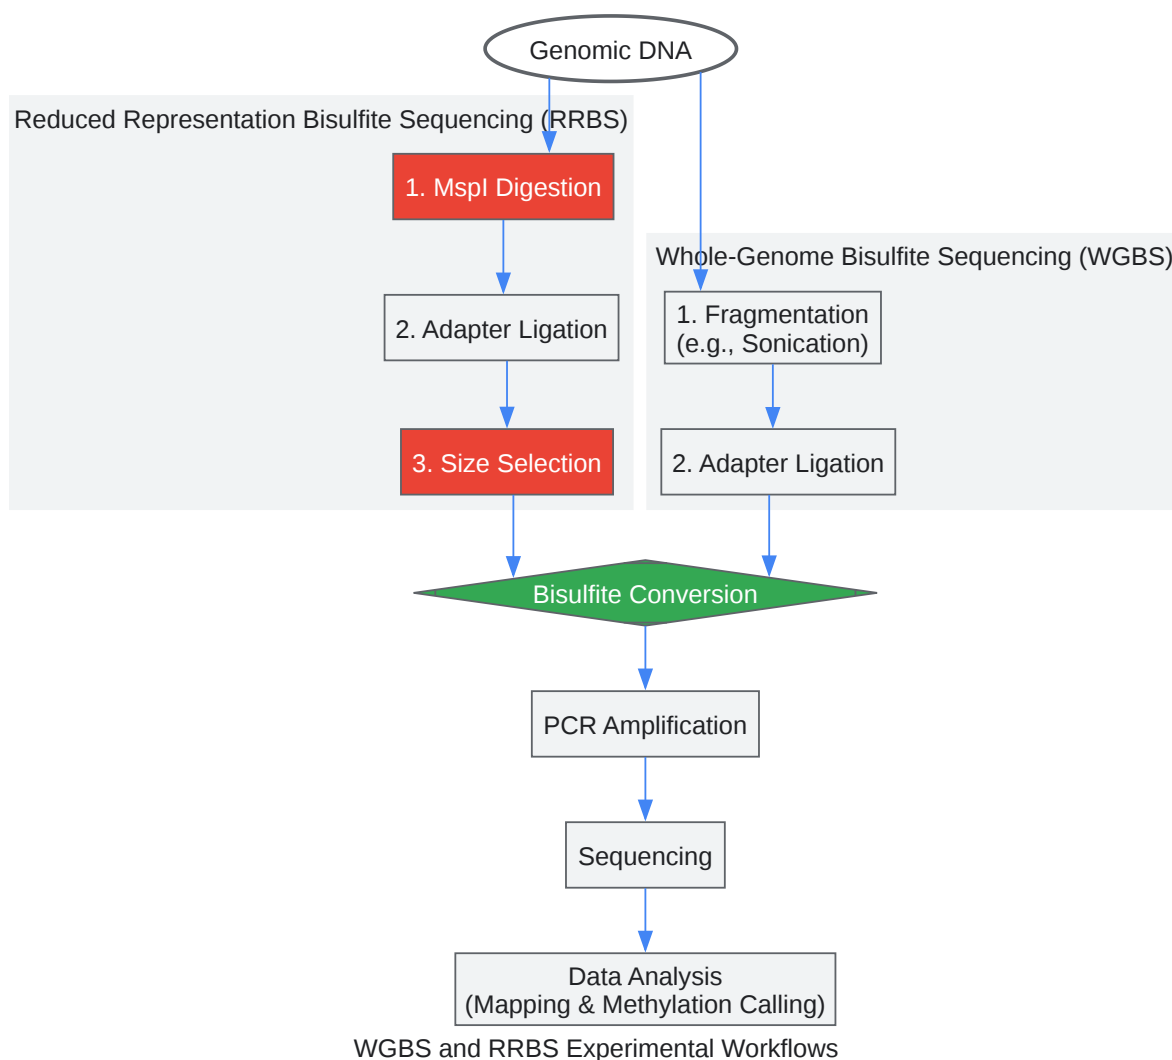 Genomic DNA
Reduced Representation Bisulfite Sequencing (RRBS)
1. MspI Digestion
2. Adapter Ligation
3. Size Selection
Whole-Genome Bisulfite Sequencing (WGBS)
1. Fragmentation
(e.g., Sonication)
2. Adapter Ligation
Bisulfite Conversion
PCR Amplification
Sequencing
Data Analysis
(Mapping & Methylation Calling)
WGBS and RRBS Experimental Workflows